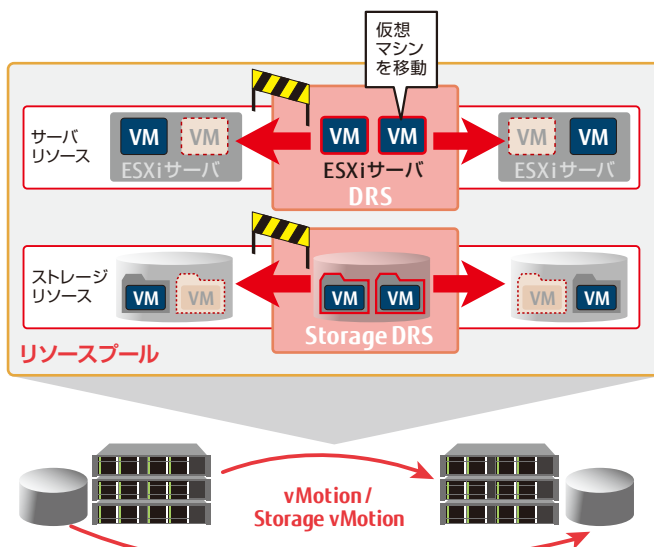 仮想
マシン
を移動
サーバ
リソース
VM
VM
ESXiサーバ
VM
VM
ESXiサーバ
DRS
VM
VM
ESXiサーバ
ストレージ
リソース
VM
VM
VM
VM
Storage DRS
VM
VM
リソースプール
vMotion /
Storage vMotion